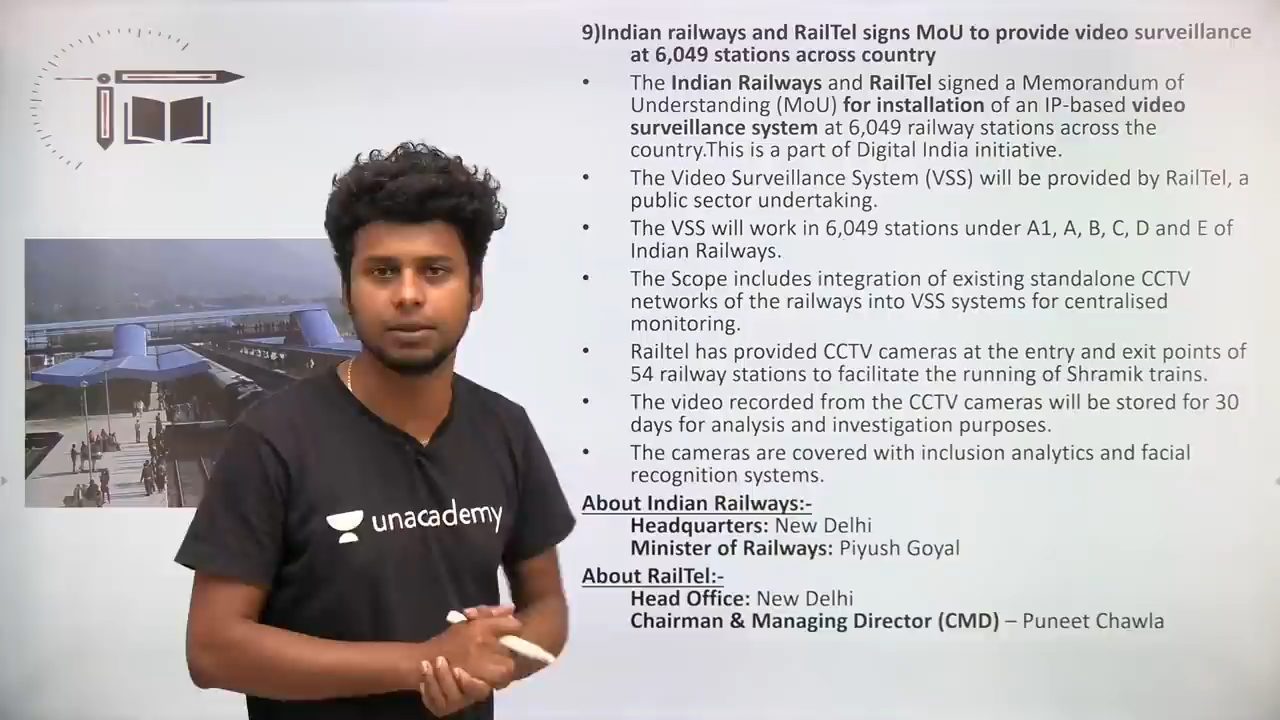 9)Indian railways and RailTel signs MoU to provide video surveillance
at 6,049 stations across country
• The Indian Railways and RailTel signed a Memorandum of
Understanding (MoU) for installation of an IP-based video
surveillance system at 6,049 railway stations across the
country.This is a part of Digital India initiative.
• The Video Surveillance System (VSS) will be provided by RailTel, a
public sector undertaking.
• The VSS will work in 6,049 stations under A1, A, B, C, D and E of
Indian Railways.
• The Scope includes integration of existing standalone CCTV
networks of the railways into VSS systems for centralised
monitoring.
• Railtel has provided CCTV cameras at the entry and exit points of
54 railway stations to facilitate the running of Shramik trains.
• The video recorded from the CCTV cameras will be stored for 30
days for analysis and investigation purposes.
• The cameras are covered with inclusion analytics and facial
recognition systems.
About Indian Railways:-
Headquarters: New Delhi
Minister of Railways: Piyush Goyal
About RailTel:-
Head Office: New Delhi
Chairman & Managing Director (CMD) – Puneet Chawla
unacademy